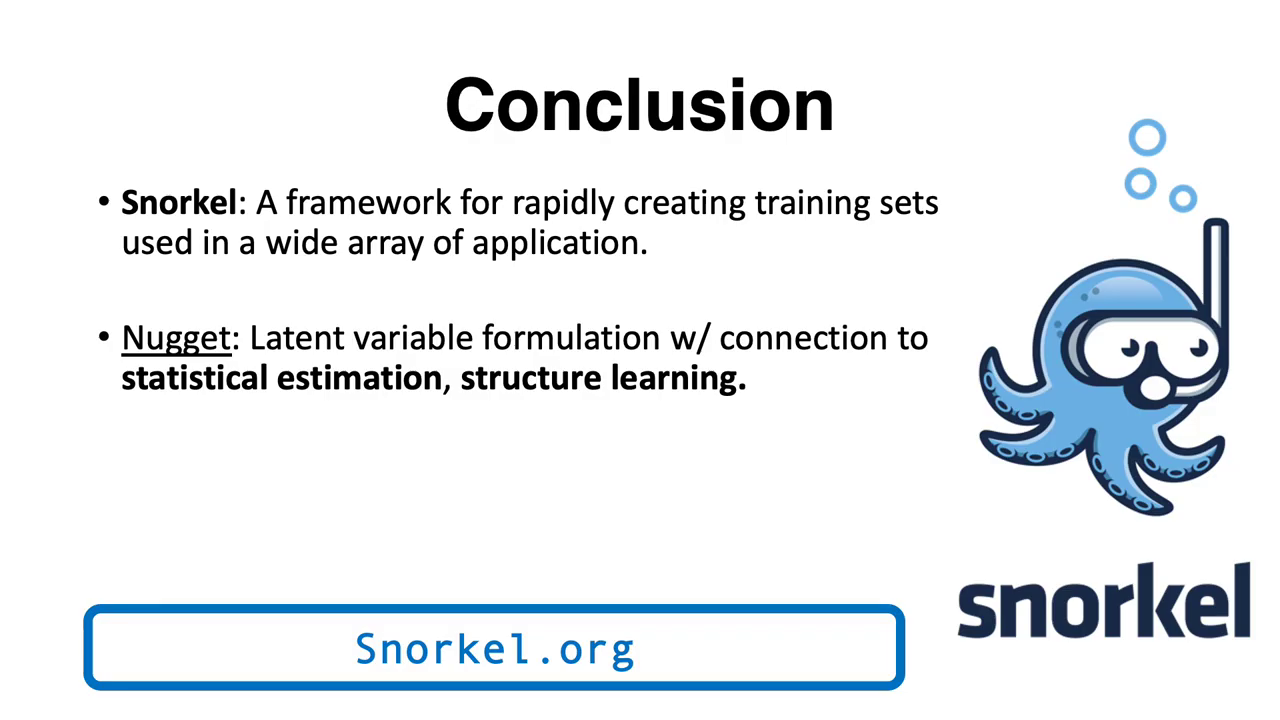 Conclusion
• Snorkel: A framework for rapidly creating training sets
used in a wide array of application.
• Nugget: Latent variable formulation w/ connection to
statistical estimation, structure learning.
snorkel
Snorkel.org